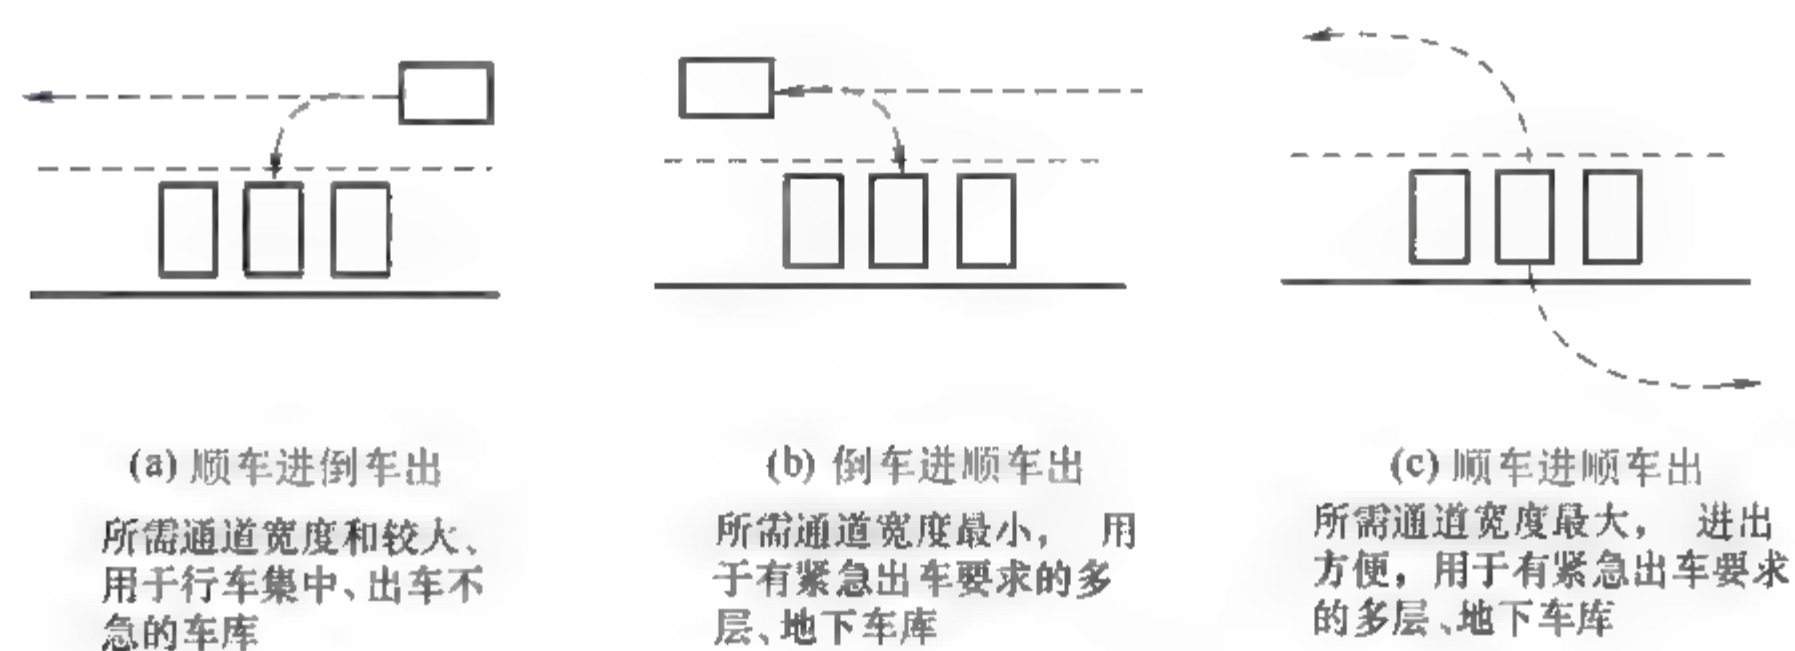 (a) 顺车进倒车出
所需通道宽度和较大、
用于行车集中、出车不
急的车库
(b) 倒车进顺车出
所需通道宽度最小， 用
于有紧急出车要求的多
层、地下车库
(c) 顺车进顺车出
所需通道宽度最大， 进出
方便，用于有紧急出车要求
的多层、地下车库